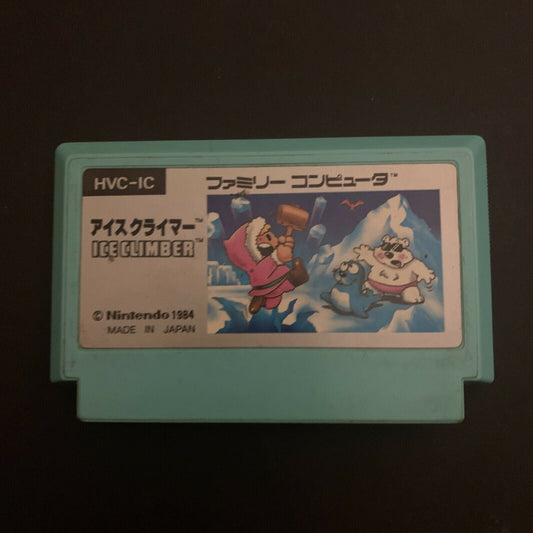 HVC-IC
ファミリー コンピュータ™
アイスクライマー™
ICE CLIMBER™
© Nintendo 1984
MADE IN JAPAN